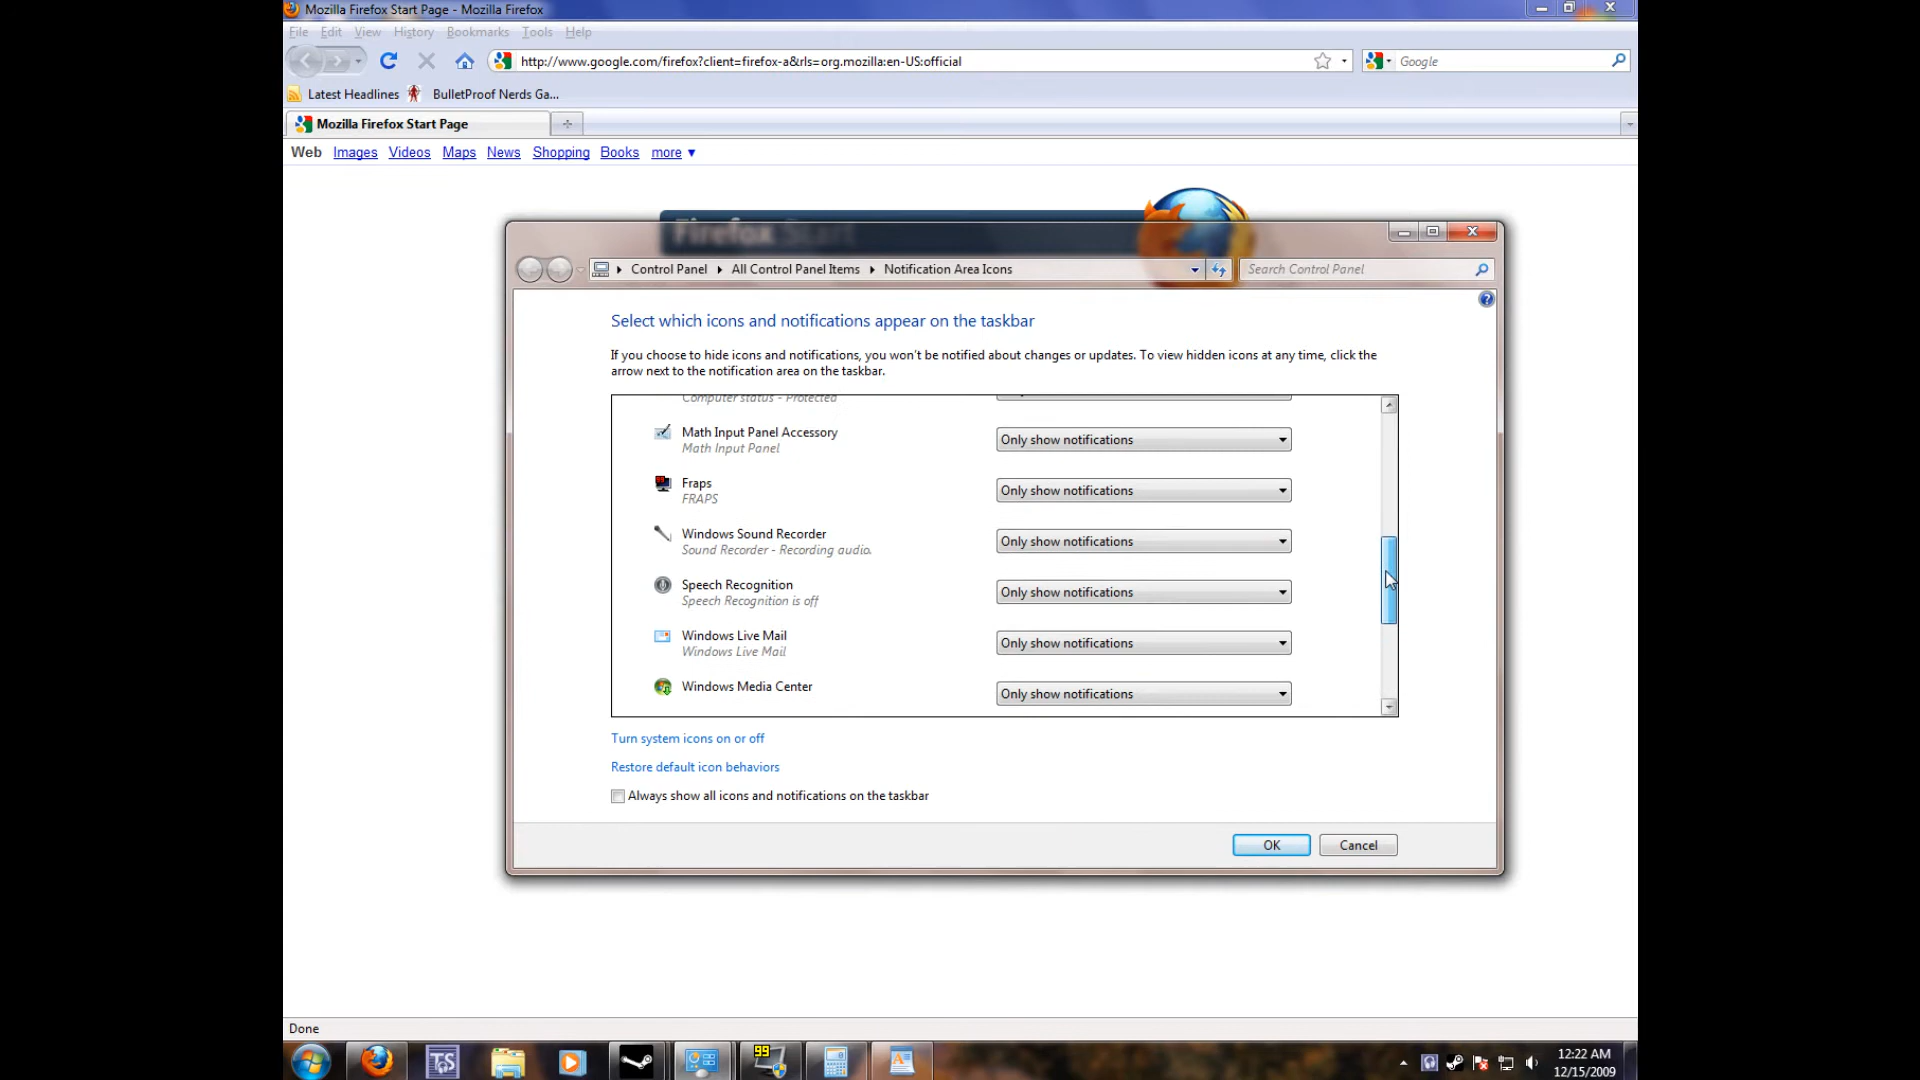 Mozilla Firefox Start Page - Mozilla Firefox
File Edit View History Bookmarks Tools Help
http://www.google.com/firefox?client=firefox-a&rls=org.mozilla:en-US:official
Google
Latest Headlines BulletProof Nerds Ga...
Mozilla Firefox Start Page
Web Images Videos Maps News Shopping Books more ▼
Firefox Start
Control Panel All Control Panel Items Notification Area Icons Search Control Panel
Select which icons and notifications appear on the taskbar
If you choose to hide icons and notifications, you won't be notified about changes or updates. To view hidden icons at any time, click the
arrow next to the notification area on the taskbar.
Computer status - Protected
Math Input Panel Accessory
Math Input Panel
Only show notifications
Fraps
FRAPS
Only show notifications
Windows Sound Recorder
Sound Recorder - Recording audio.
Only show notifications
Speech Recognition
Speech Recognition is off
Only show notifications
Windows Live Mail
Windows Live Mail
Only show notifications
Windows Media Center
Only show notifications
Turn system icons on or off
Restore default icon behaviors
Always show all icons and notifications on the taskbar
OK Cancel
Done
TS
99
12:22 AM
12/15/2009